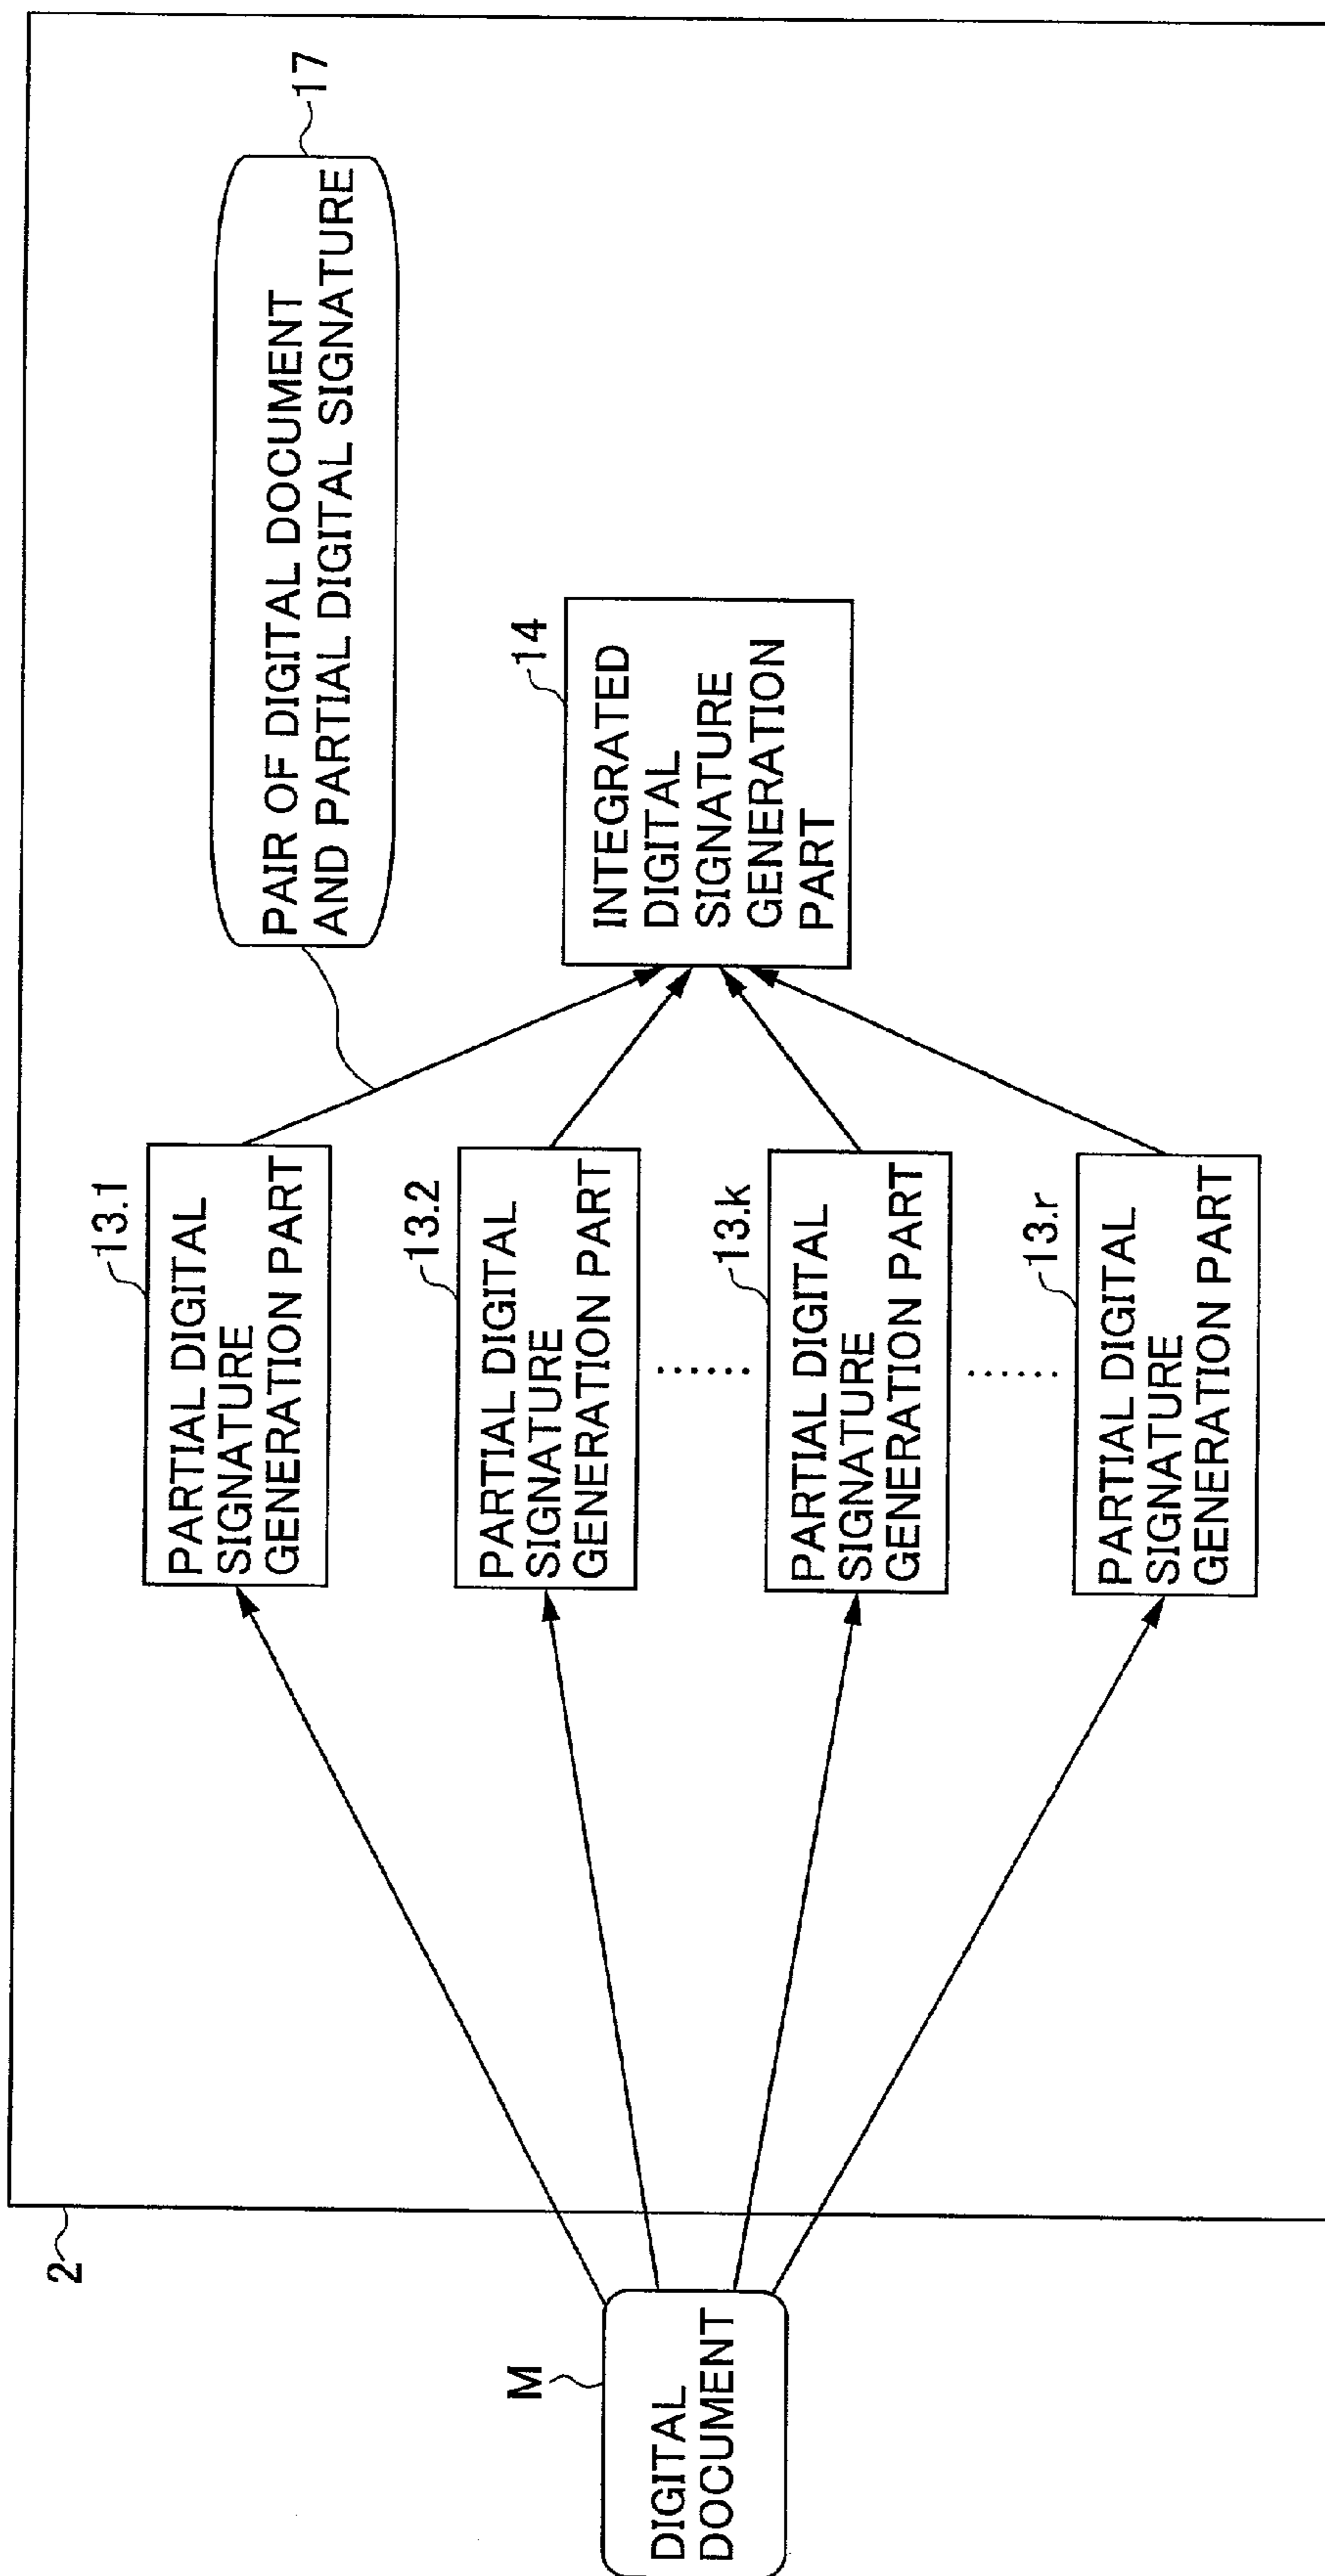 2
M
DIGITAL
DOCUMENT
13.1
PARTIAL DIGITAL
SIGNATURE
GENERATION PART
13.2
PARTIAL DIGITAL
SIGNATURE
GENERATION PART
......
13.k
PARTIAL DIGITAL
SIGNATURE
GENERATION PART
......
13.r
PARTIAL DIGITAL
SIGNATURE
GENERATION PART
17
PAIR OF DIGITAL DOCUMENT
AND PARTIAL DIGITAL SIGNATURE
14
INTEGRATED
DIGITAL
SIGNATURE
GENERATION
PART